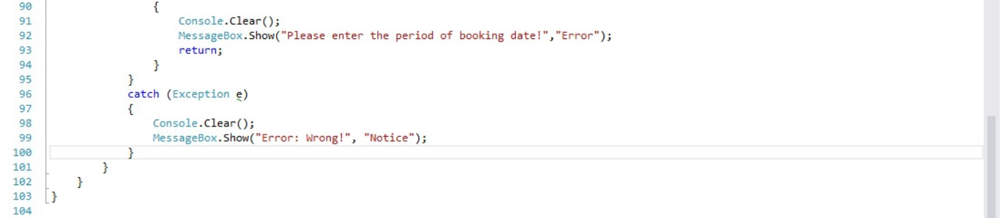 90 {
91 Console.Clear();
92 MessageBox.Show("Please enter the period of booking date!","Error");
93 return;
94 }
95 }
96 catch (Exception e)
97 {
98 Console.Clear();
99 MessageBox.Show("Error: Wrong!", "Notice");
100 }
101 }
102 }
103 }
104